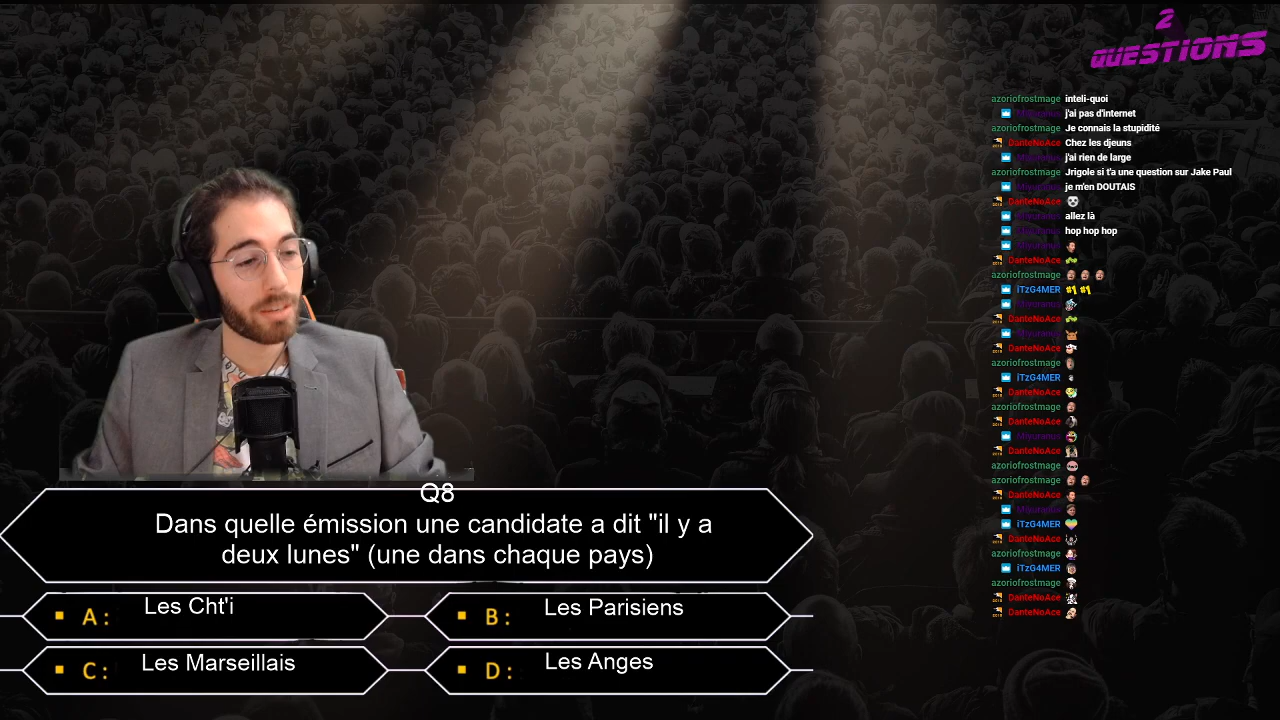 2
QUESTIONS
azoriofrostmage inteli-quoi
j'ai pas d'internet
azoriofrostmage Je connais la stupidité
DanteNoAce Chez les djeuns
j'ai rien de large
azoriofrostmage Jrigole si t'a une question sur Jake Paul
je m'en DOUTAIS
DanteNoAce
allez là
hop hop hop
DanteNoAce
azoriofrostmage
iTzG4MER #1 #1
DanteNoAce
DanteNoAce
azoriofrostmage
iTzG4MER
DanteNoAce
azoriofrostmage
DanteNoAce
Miyuranus
DanteNoAce
azoriofrostmage
azoriofrostmage
DanteNoAce
iTzG4MER
DanteNoAce
azoriofrostmage
iTzG4MER
azoriofrostmage
DanteNoAce
DanteNoAce
Q8
Dans quelle émission une candidate a dit "il y a
deux lunes" (une dans chaque pays)
A : Les Cht'i
B : Les Parisiens
C : Les Marseillais
D : Les Anges